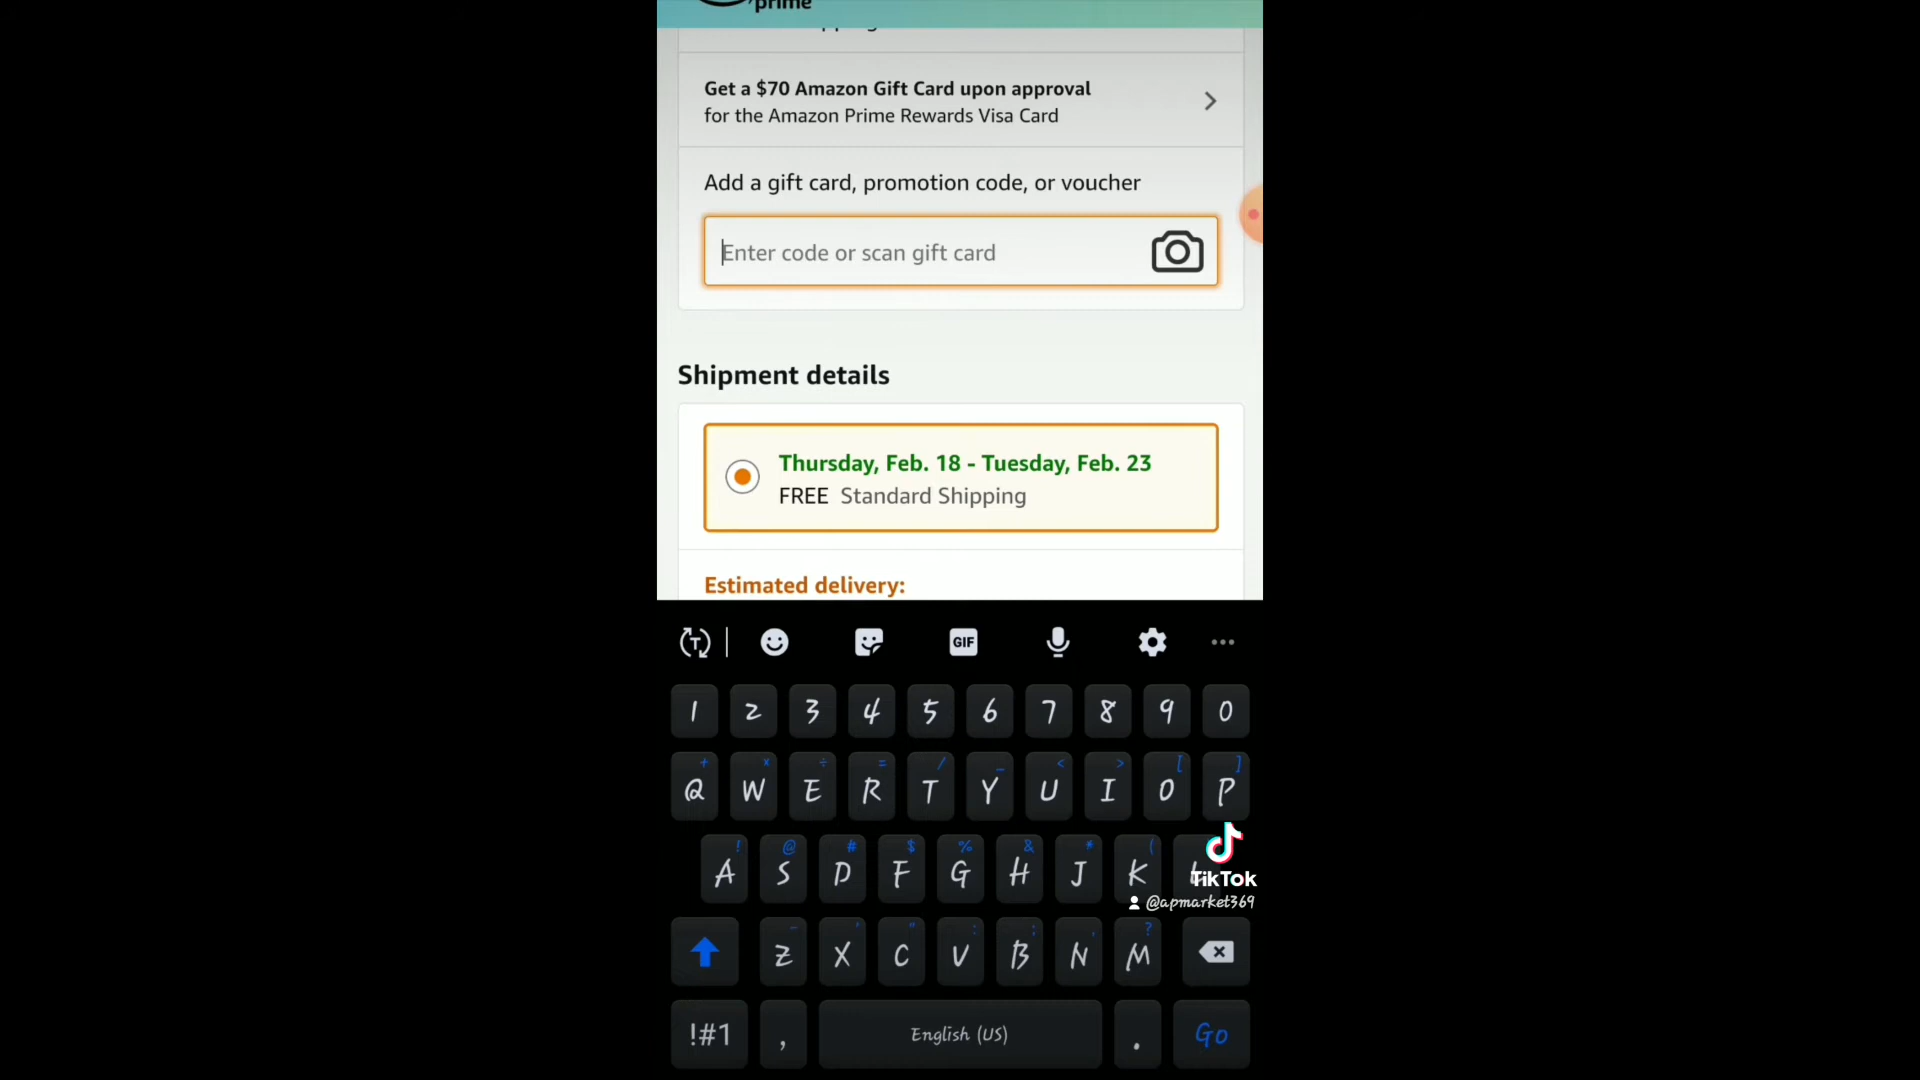 prime
Get a $70 Amazon Gift Card upon approval
for the Amazon Prime Rewards Visa Card
Add a gift card, promotion code, or voucher
Enter code or scan gift card
Shipment details
Thursday, Feb. 18 - Tuesday, Feb. 23
FREE Standard Shipping
Estimated delivery:
GIF
1 2 3 4 5 6 7 8 9 0
+ × ÷ = / _ < > [ ]
Q W E R T Y U I O P
! @ # $ % & * (
A S D F G H J K L
TikTok
@apmarket369
- ' " : ; , ?
Z X C V B N M
!#1 , English (US) . Go